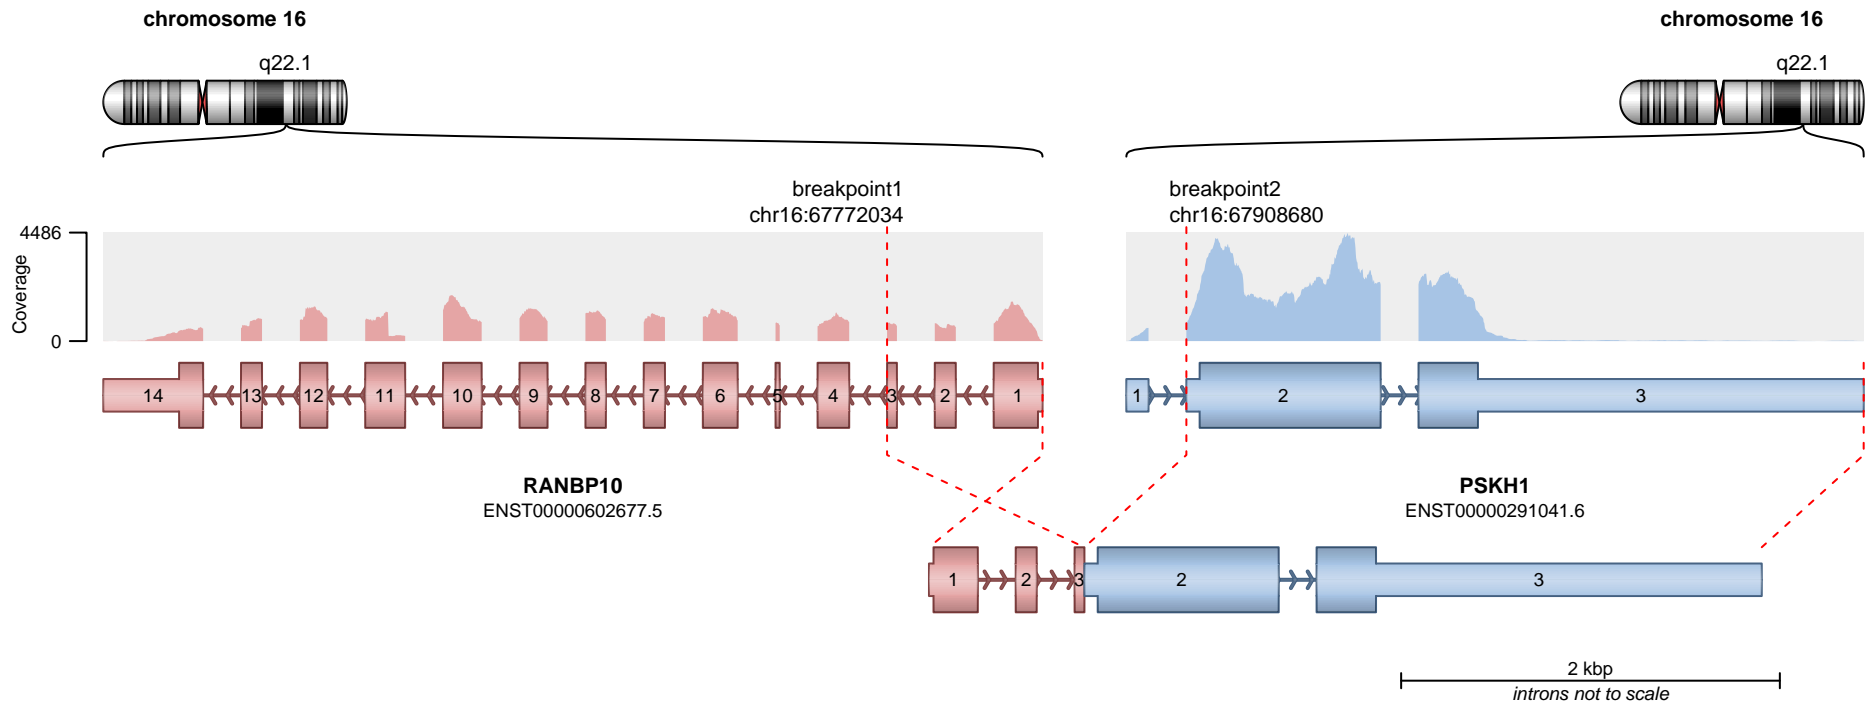 chromosome 16
chromosome 16
q22.1
q22.1
breakpoint1
chr16:67772034
breakpoint2
chr16:67908680
4486
Coverage
0
14
13
12
11
10
9
8
7
6
5
4
3
2
1
1
2
3
RANBP10
ENST00000602677.5
PSKH1
ENST00000291041.6
1
2
3
2
3
2 kbp
introns not to scale